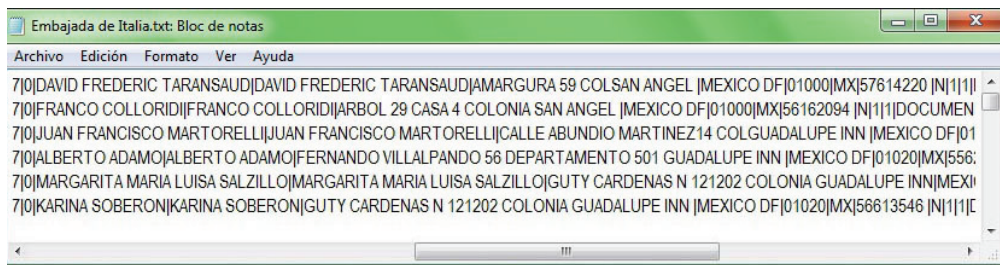 Embajada de Italia.txt: Bloc de notas
Archivo Edición Formato Ver Ayuda
7|0|DAVID FREDERIC TARANSAUD|DAVID FREDERIC TARANSAUD|AMARGURA 59 COLSAN ANGEL |MEXICO DF|01000|MX|57614220 |N|1|1|
7|0|FRANCO COLLORIDI|FRANCO COLLORIDI|ARBOL 29 CASA 4 COLONIA SAN ANGEL |MEXICO DF|01000|MX|56162094 |N|1|1|DOCUMEN
7|0|JUAN FRANCISCO MARTORELLI|JUAN FRANCISCO MARTORELLI|CALLE ABUNDIO MARTINEZ14 COLGUADALUPE INN |MEXICO DF|01
7|0|ALBERTO ADAMO|ALBERTO ADAMO|FERNANDO VILLALPANDO 56 DEPARTAMENTO 501 GUADALUPE INN |MEXICO DF|01020|MX|556
7|0|MARGARITA MARIA LUISA SALZILLO|MARGARITA MARIA LUISA SALZILLO|GUTY CARDENAS N 121202 COLONIA GUADALUPE INN|MEXI
7|0|KARINA SOBERON|KARINA SOBERON|GUTY CARDENAS N 121202 COLONIA GUADALUPE INN |MEXICO DF|01020|MX|56613546 |N|1|1|